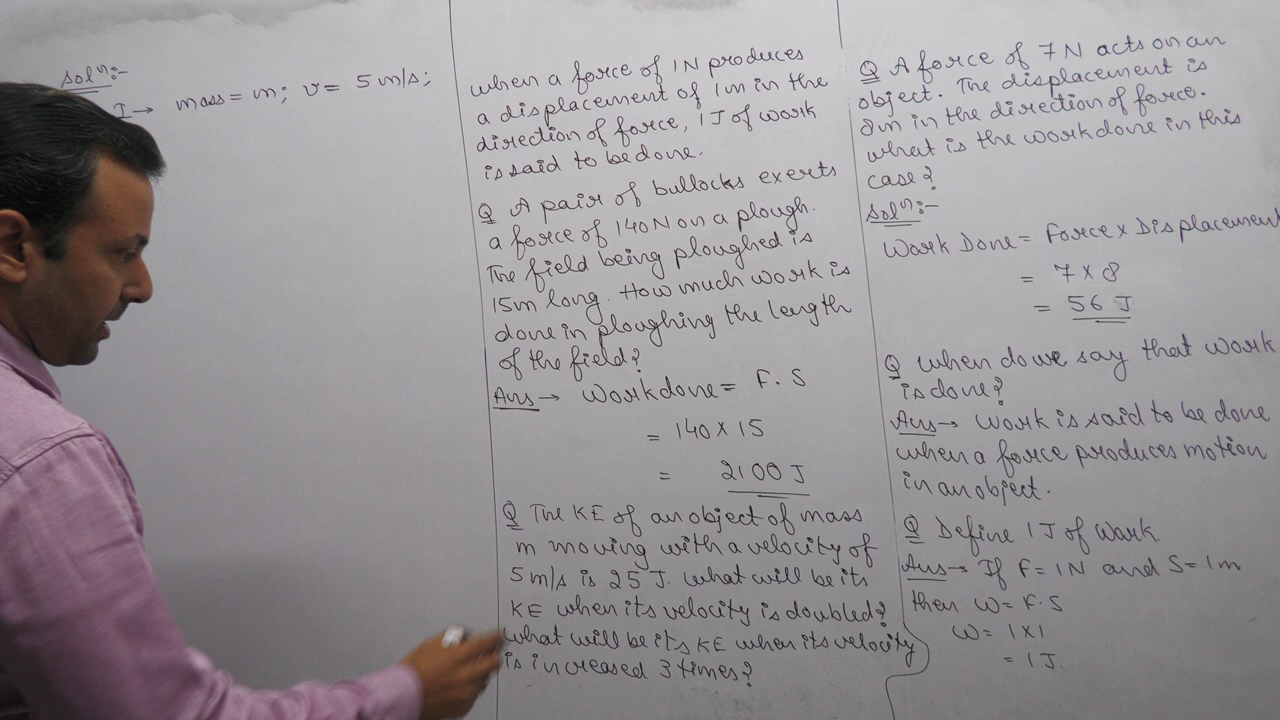 Solⁿ:-
I → mass = m; v = 5 m/s;
when a force of 1N produces
a displacement of 1m in the
direction of force, 1J of work
is said to be done.
Q A pair of bullocks exerts
a force of 140N on a plough.
The field being ploughed is
15m long. How much work is
done in ploughing the length
of the field?
Ans → Workdone = F.S
= 140 × 15
= 2100 J
Q The KE of an object of mass
m moving with a velocity of
5m/s is 25 J. what will be its
KE when its velocity is doubled?
what will be its KE when its velocity
is increased 3 times?
Q A force of 7N acts on an
object. The displacement is
8m in the direction of force.
what is the workdone in this
case?
Solⁿ:-
Work Done = Force × Displacement
= 7 × 8
= 56 J
Q when do we say that work
is done?
Ans → Work is said to be done
when a force produces motion
in an object.
Q Define 1J of Work
Ans → If F = 1N and S = 1m
then W = F.S
W = 1 × 1
= 1 J.